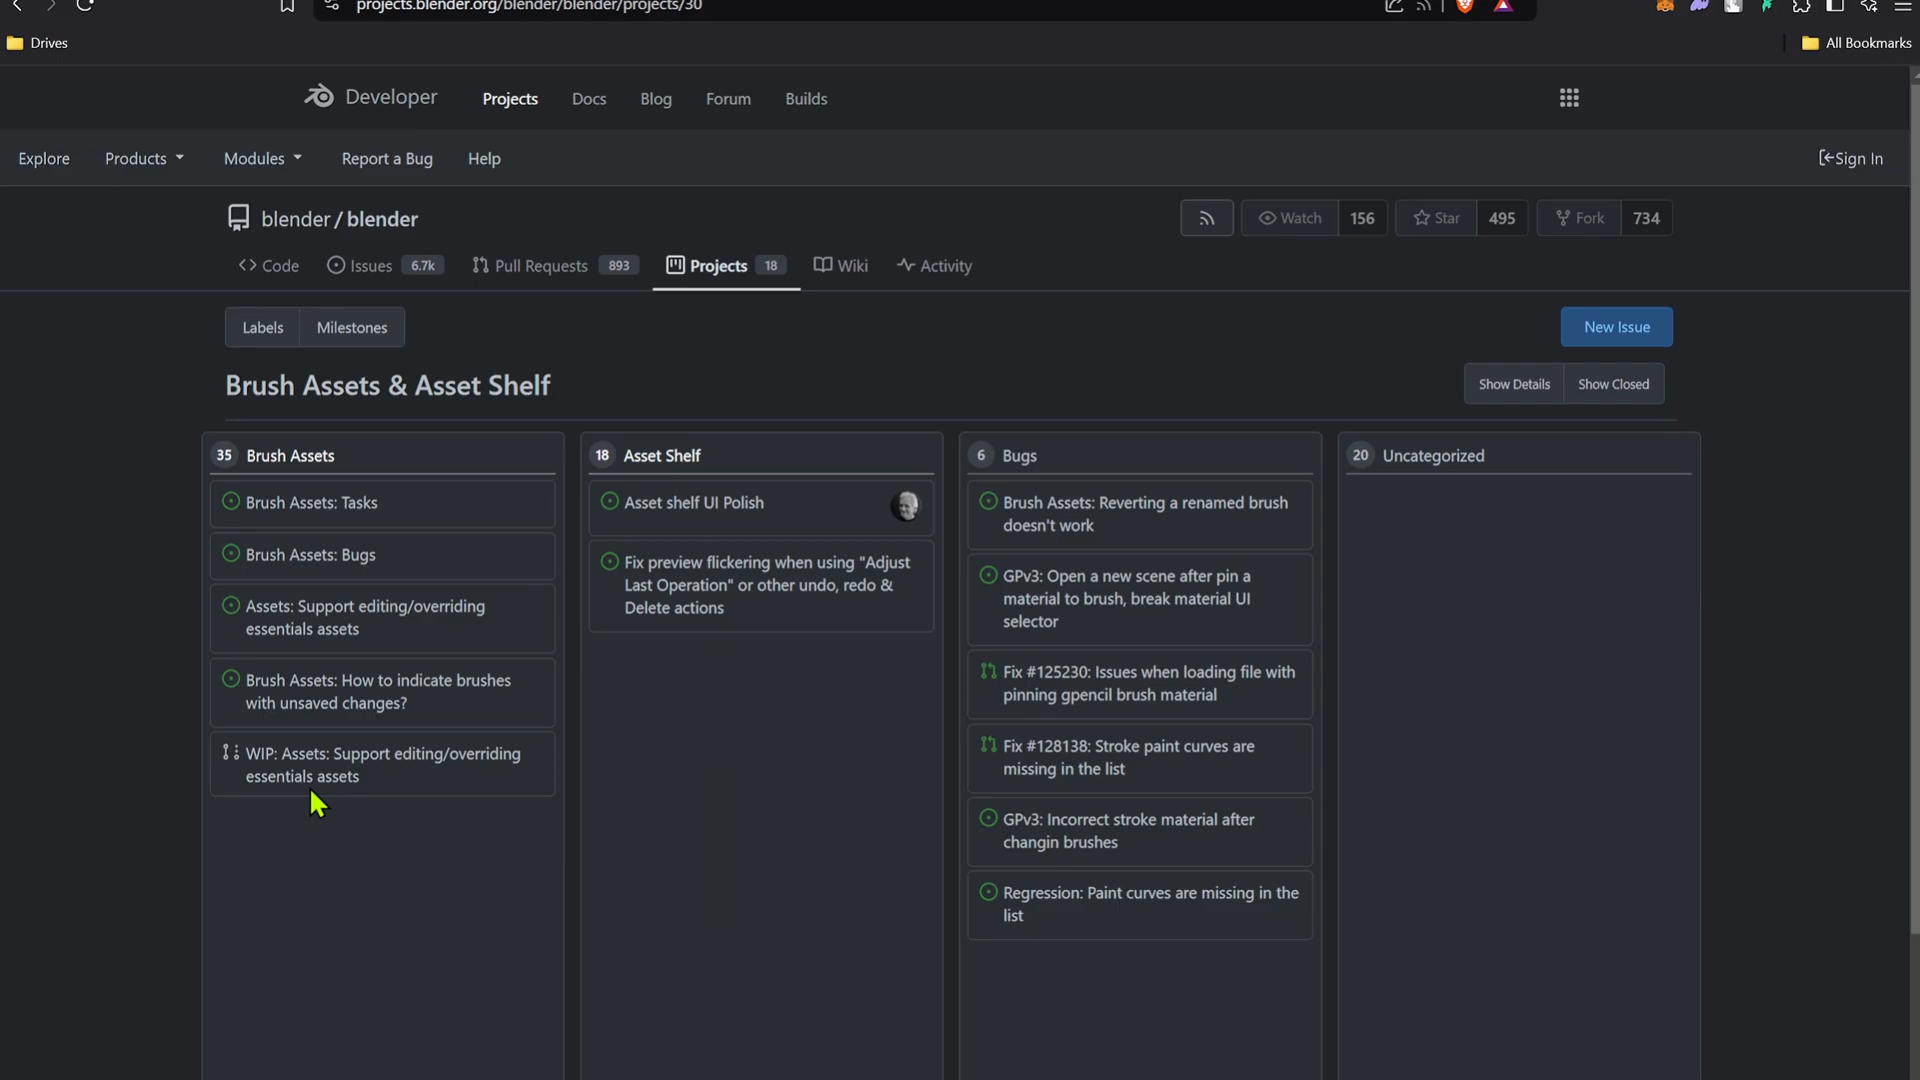 projects.blender.org/blender/blender/projects/30
Drives
All Bookmarks
Developer
Projects
Docs
Blog
Forum
Builds
Explore
Products
Modules
Report a Bug
Help
Sign In
blender / blender
Watch 156
Star 495
Fork 734
Code
Issues 6.7k
Pull Requests 893
Projects 18
Wiki
Activity
Labels
Milestones
New Issue
Brush Assets & Asset Shelf
Show Details
Show Closed
35 Brush Assets
Brush Assets: Tasks
Brush Assets: Bugs
Assets: Support editing/overriding
essentials assets
Brush Assets: How to indicate brushes
with unsaved changes?
WIP: Assets: Support editing/overriding
essentials assets
18 Asset Shelf
Asset shelf UI Polish
Fix preview flickering when using "Adjust
Last Operation" or other undo, redo &
Delete actions
6 Bugs
Brush Assets: Reverting a renamed brush
doesn't work
GPv3: Open a new scene after pin a
material to brush, break material UI
selector
Fix #125230: Issues when loading file with
pinning gpencil brush material
Fix #128138: Stroke paint curves are
missing in the list
GPv3: Incorrect stroke material after
changin brushes
Regression: Paint curves are missing in the
list
20 Uncategorized